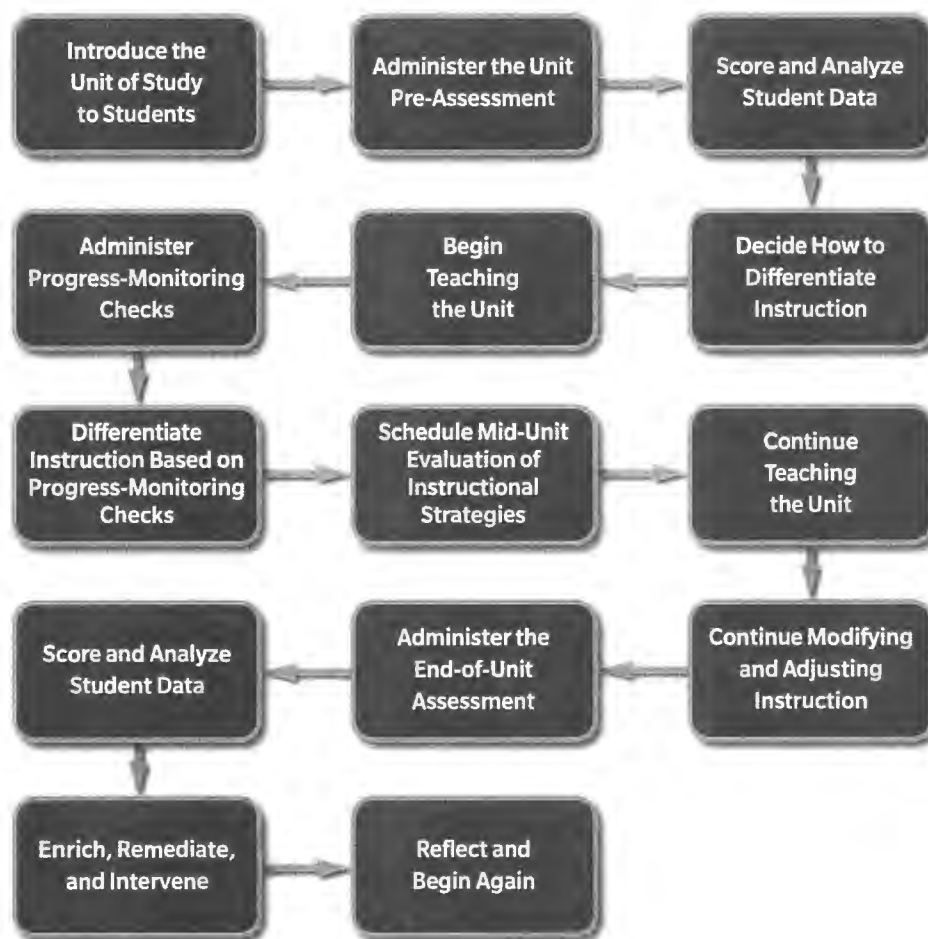 Introduce the
Unit of Study
to Students
Administer the Unit
Pre-Assessment
Score and Analyze
Student Data
Decide How to
Differentiate
Instruction
Begin
Teaching
the Unit
Administer
Progress-Monitoring
Checks
Differentiate
Instruction Based on
Progress-Monitoring
Checks
Schedule Mid-Unit
Evaluation of
Instructional
Strategies
Continue
Teaching
the Unit
Continue Modifying
and Adjusting
Instruction
Administer the
End-of-Unit
Assessment
Score and Analyze
Student Data
Enrich, Remediate,
and Intervene
Reflect and
Begin Again